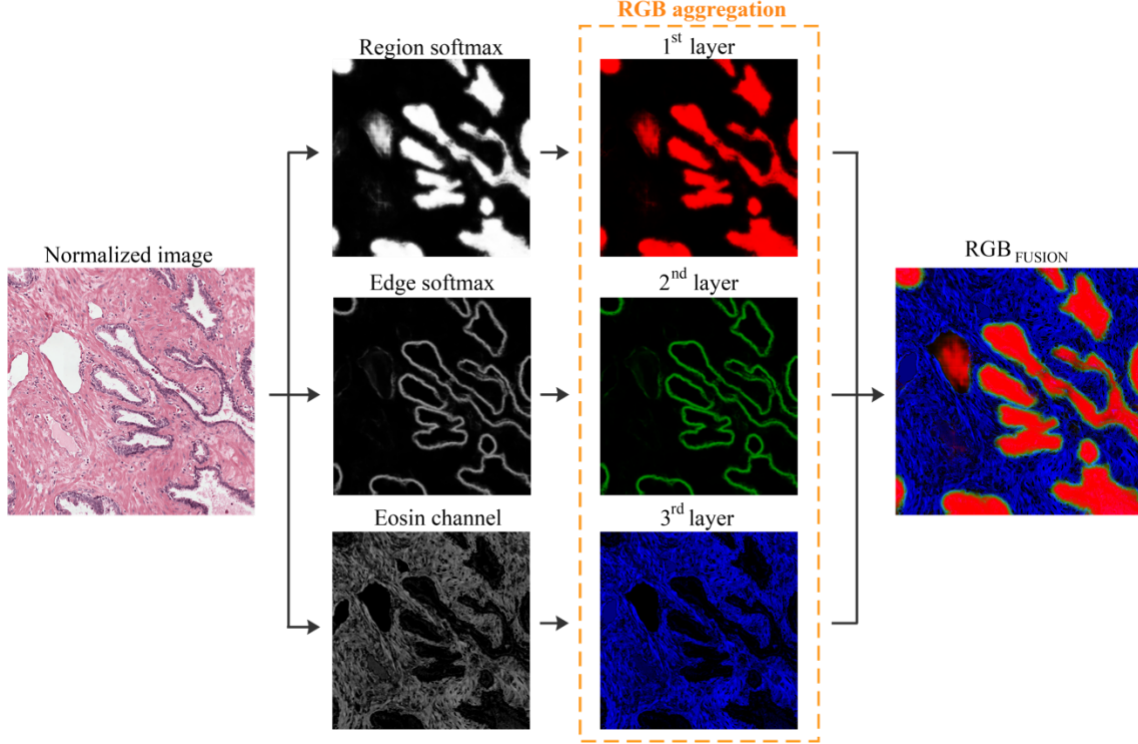 RGB aggregation
Region softmax
1st layer
Normalized image
Edge softmax
2nd layer
RGB FUSION
Eosin channel
3rd layer